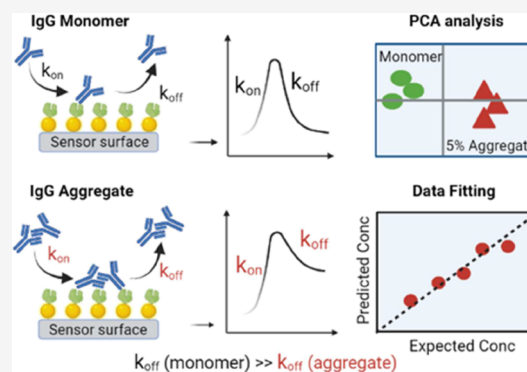 IgG Monomer
PCA analysis
kon
koff
kon
koff
Monomer
Sensor surface
5% Aggregate
IgG Aggregate
Data Fitting
kon
koff
kon
koff
Predicted Conc
Sensor surface
Expected Conc
koff (monomer) >> koff (aggregate)